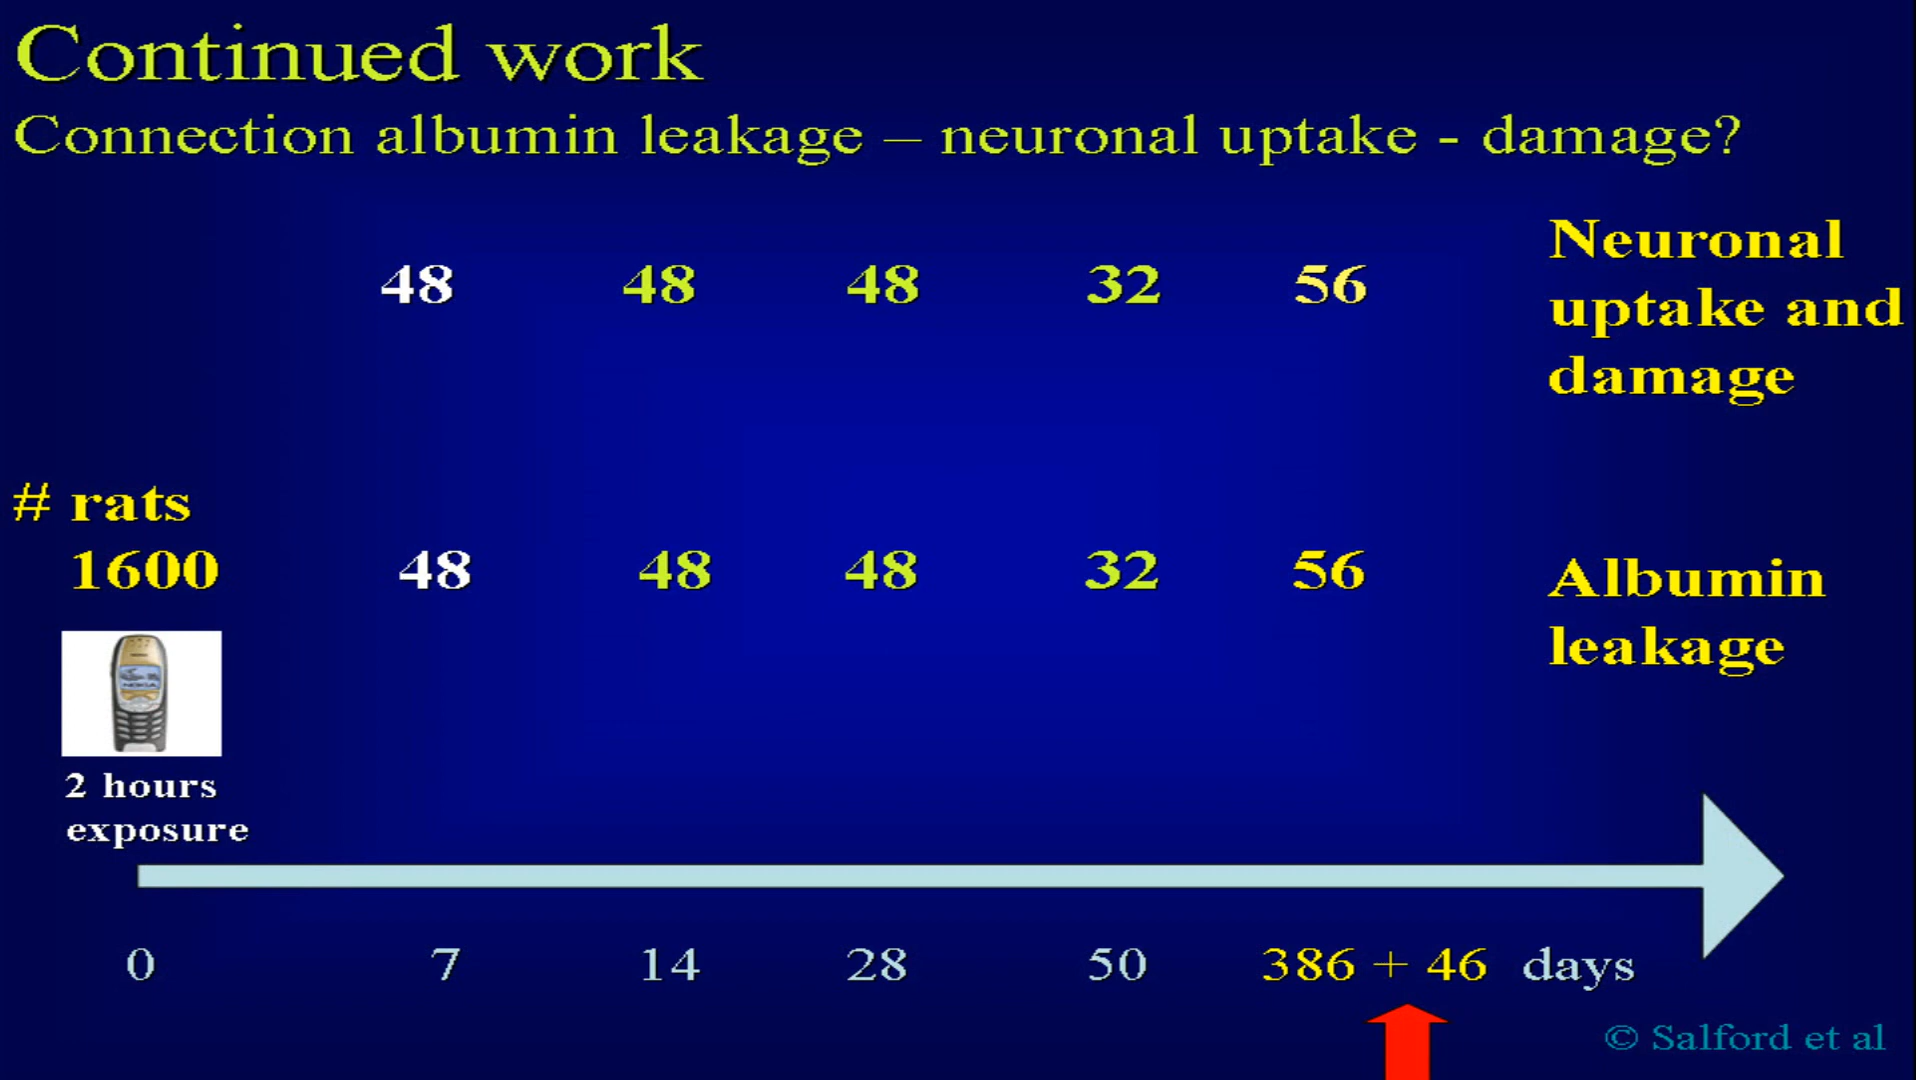 Continued work
Connection albumin leakage – neuronal uptake - damage?
48 48 48 32 56
Neuronal
uptake and
damage
# rats
1600
48 48 48 32 56
Albumin
leakage
NOKIA
2 hours
exposure
0 7 14 28 50 386 + 46 days
© Salford et al